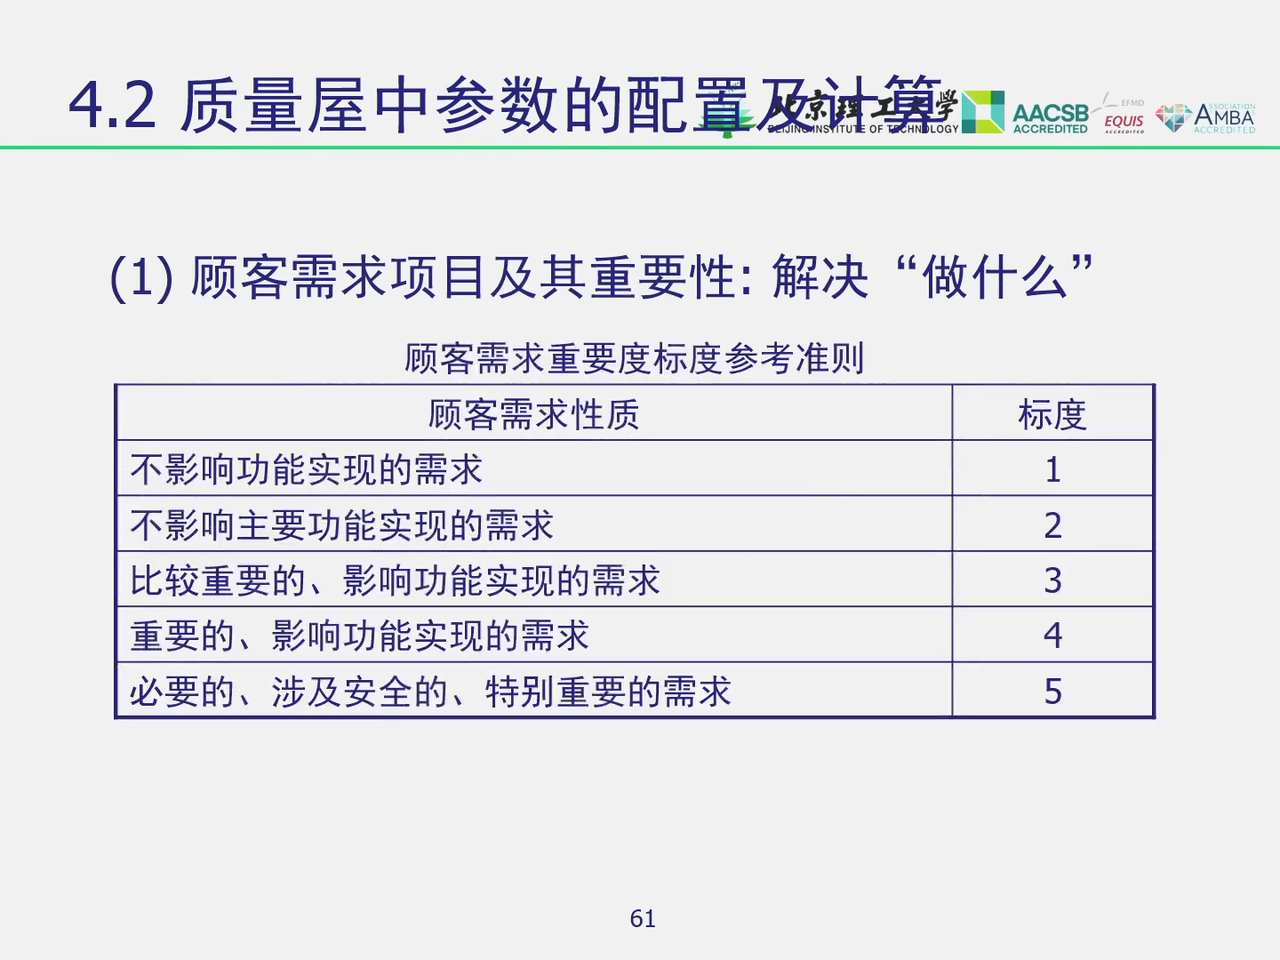 4.2 质量屋中参数的配置及计算
北京理工大学
BEIJING INSTITUTE OF TECHNOLOGY
AACSB
ACCREDITED
EFMD
EQUIS
ACCREDITED
ASSOCIATION
AMBA
ACCREDITED
(1) 顾客需求项目及其重要性: 解决“做什么”
顾客需求重要度标度参考准则
顾客需求性质 标度
不影响功能实现的需求 1
不影响主要功能实现的需求 2
比较重要的、影响功能实现的需求 3
重要的、影响功能实现的需求 4
必要的、涉及安全的、特别重要的需求 5
61